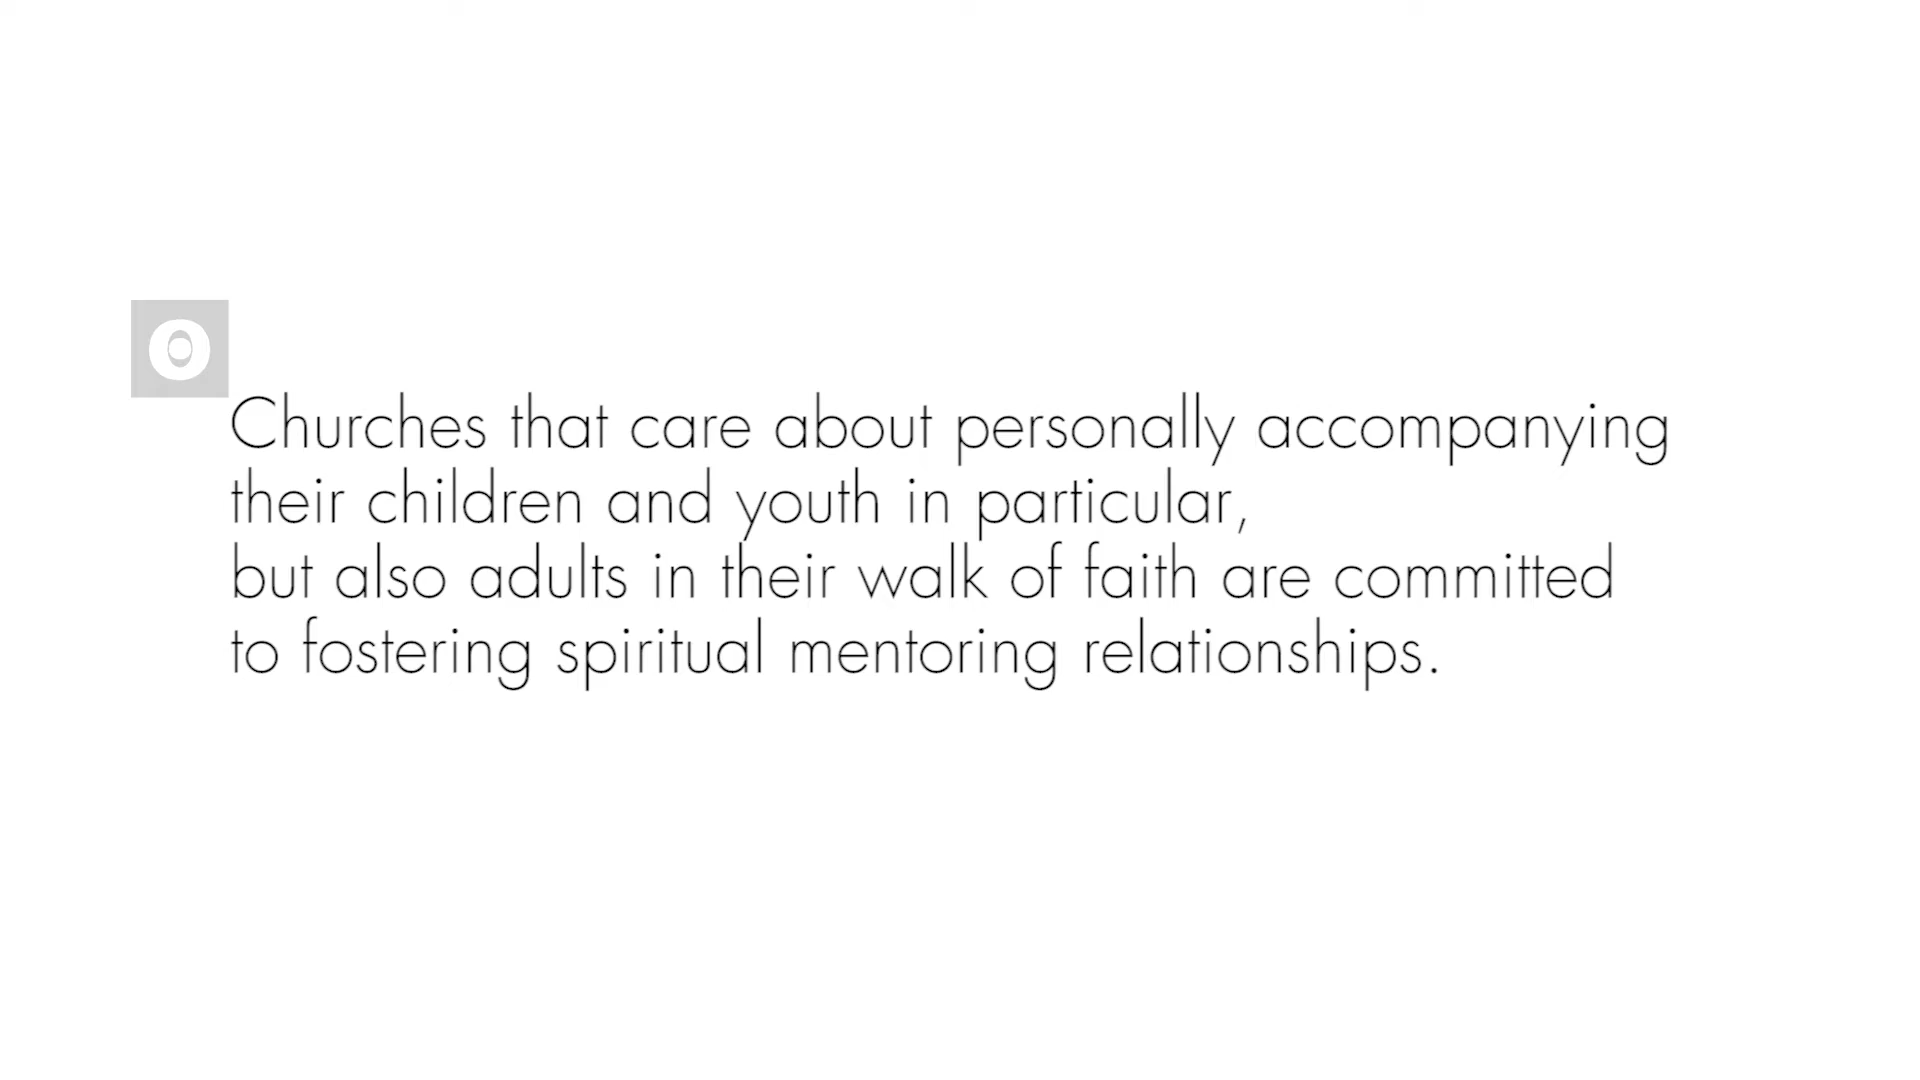 O
Churches that care about personally accompanying
their children and youth in particular,
but also adults in their walk of faith are committed
to fostering spiritual mentoring relationships.